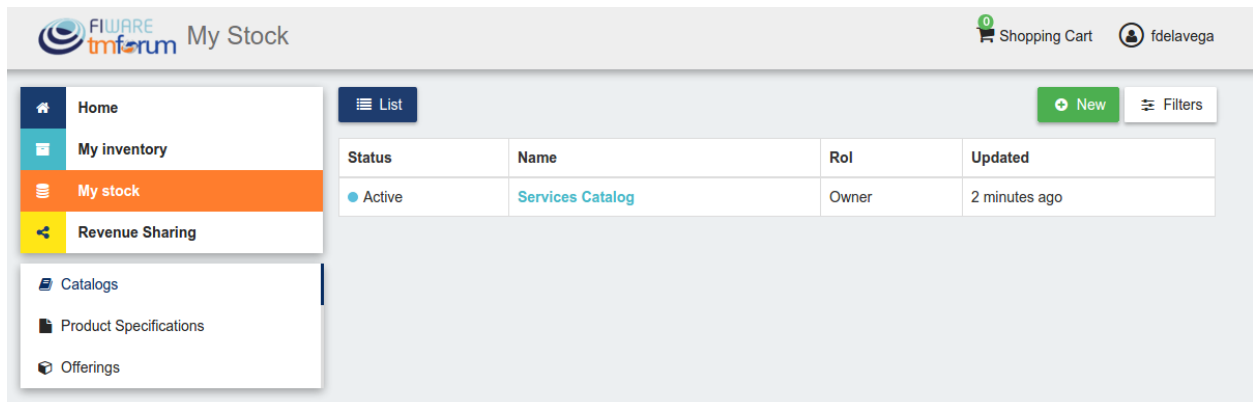 FIWARE
tmforum
My Stock
0
Shopping Cart
fdelavega
Home
My inventory
My stock
Revenue Sharing
Catalogs
Product Specifications
Offerings
List
New
Filters
Status Name Rol Updated
Active Services Catalog Owner 2 minutes ago